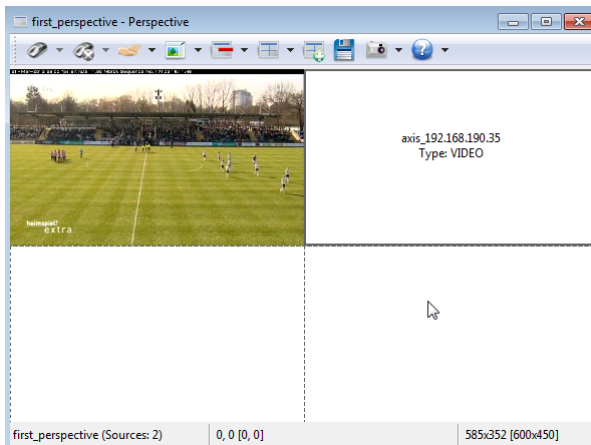 first_perspective - Perspective
axis_192.168.190.35
Type: VIDEO
heimspiel!
extra
first_perspective (Sources: 2)
0, 0 [0, 0]
585x352 [600x450]